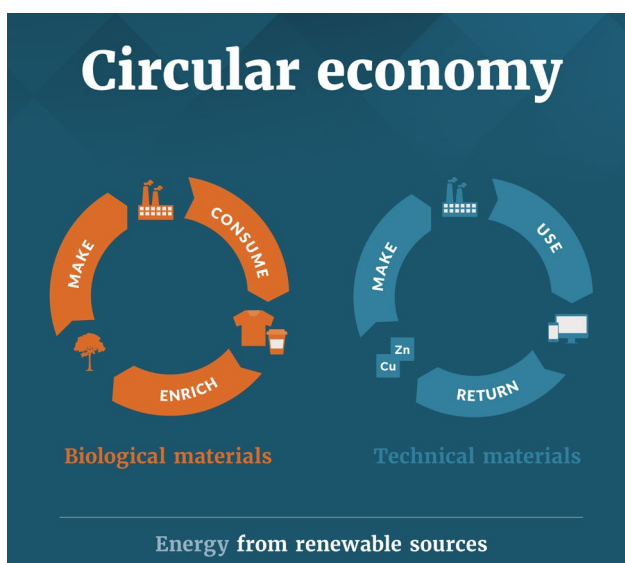 Circular economy
MAKE
CONSUME
ENRICH
Biological materials
MAKE
USE
Zn
Cu
RETURN
Technical materials
Energy from renewable sources